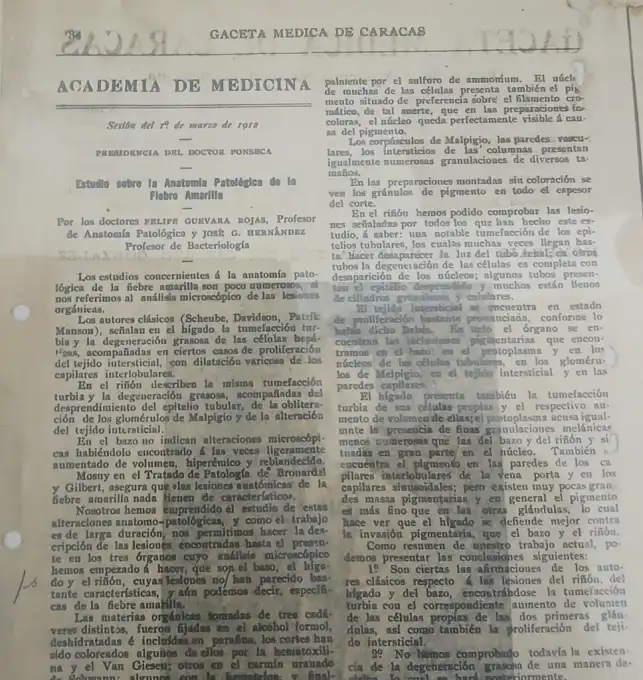 34
GACETA MEDICA DE CARACAS
ACADEMIA DE MEDICINA
Sesión del 1º de marzo de 1912
PRESIDENCIA DEL DOCTOR FONSECA
Estudio sobre la Anatomía Patológica de la
Fiebre Amarilla
Por los doctores FELIPE GUEVARA ROJAS, Profesor
de Anatomía Patológica y JOSÉ G. HERNÁNDEZ
Profesor de Bacteriología
Los estudios concernientes á la anatomía pato-
lógica de la fiebre amarilla son poco numerosos, si
nos referimos al análisis microscópico de las lesiones
orgánicas.
Los autores clásicos (Scheube, Davidson, Patrik
Manson), señalan en el hígado la tumefacción tur-
bia y la degeneración grasosa de las células hepá-
ticas, acompañadas en ciertos casos de proliferación
del tejido intersticial, con dilatación varicosa de los
capilares interlobulares.
En el riñón describen la misma tumefacción
turbia y la degeneración grasosa, acompañadas del
desprendimiento del epitelio tubular, de la oblitera-
ción de los glomérulos de Malpigio y de la alteración
del tejido intersticial.
En el bazo no indican alteraciones microscópi-
cas habiéndolo encontrado á las veces ligeramente
aumentado de volumen, hiperémico y reblandecido.
Mosny en el Tratado de Patología de Brouardel
y Gilbert, asegura que «las lesiones anatómicas de la
fiebre amarilla nada tienen de característico».
Nosotros hemos emprendido el estudio de estas
alteraciones anatomo-patológicas, y como el trabajo
es de larga duración, nos permitimos hacer la des-
cripción de las lesiones encontradas hasta el presen-
te en los tres órganos cuyo análisis microscópico
hemos empezado á hacer, que son el bazo, el híga-
do y el riñón, cuyas lesiones no han parecido bas-
tante características, y aún podemos decir, específi-
cas de la fiebre amarilla.
Las materias orgánicas tomadas de tres cadá-
veres distintos, fueron fijadas en el alcohol formol,
deshidratadas é incluídas en parafina, los cortes han
sido coloreados algunos de ellos por la hematoxili-
na y el Van Giesen; otros en el carmín uranado
de Schwann; algunos con la y final-
palmente por el sulfuro de ammonium. El núcleo
de muchas de las células presenta también el pig
mento situado de preferencia sobre el filamento cro-
mático, de tal suerte, que en las preparaciones in-
coloras, el núcleo queda perfectamente visible á cau-
sa del pigmento.
Los corpúsculos de Malpigio, las paredes vascu-
lares, los intersticios de las columnas presentan
igualmente numerosas granulaciones de diversos ta-
maños.
En las preparaciones montadas sin coloración se
ven los gránulos de pigmento en todo el espesor
del corte.
En el riñón hemos podido comprobar las lesio-
nes señaladas por todos los que han hecho este es-
tudio, á saber: una notable tumefacción de los epi-
telios tubulares, los cuales muchas veces llegan has-
ta hacer desaparecer la luz del tubo renal; en otros
tubos la degeneración de las células es completa con
desaparición de los núcleos; algunos tubos presen-
tan el epitelio desprendido y muchos están llenos
de cilindros granulosos y celulares.
El tejido intersticial se encuentra en estado
de proliferación bastante pronunciada, conforme lo
había dicho En todo el órgano se en-
cuentran las inclusiones pigmentarias que encon-
tramos en el bazo: en el protoplasma y en los
núcleos de las células tubulares, en los glomérulos
de Malpigio, en el tejido intersticial y en las
paredes capilares.
El hígado presenta también la tumefacción
turbia de sus células propias y el respectivo au-
mento de volumen de ellas; el protoplasma acusa igual-
mente la presencia de finas granulaciones melánicas
menos numerosas que las del bazo y del riñón y si
tuadas en gran parte en el núcleo. También se
encuentra el pigmento en las paredes de los ca
pilares interlobulares de la vena porta y en los
capilares sinusoidales; pero existen muy pocas gran-
des masas pigmentarias y en general el pigmento
es más fino que en las otras glándulas, lo cual
hace ver que el hígado se defiende mejor contra
la invasión pigmentaria, que el bazo y el riñón.
Como resumen de nuestro trabajo actual, po-
demos presentar las conclusiones siguientes:
1º Son ciertas las afirmaciones de los auto-
res clásicos respecto á las lesiones del riñón, del
hígado y del bazo, encontrándose la tumefacción
turbia con el correspondiente aumento de volumen
de las células propias de las dos primeras glán-
dulas, así como también la proliferación del teji-
do intersticial.
2º No hemos comprobado todavía la existen-
cia de la degeneración grasosa de una manera de-